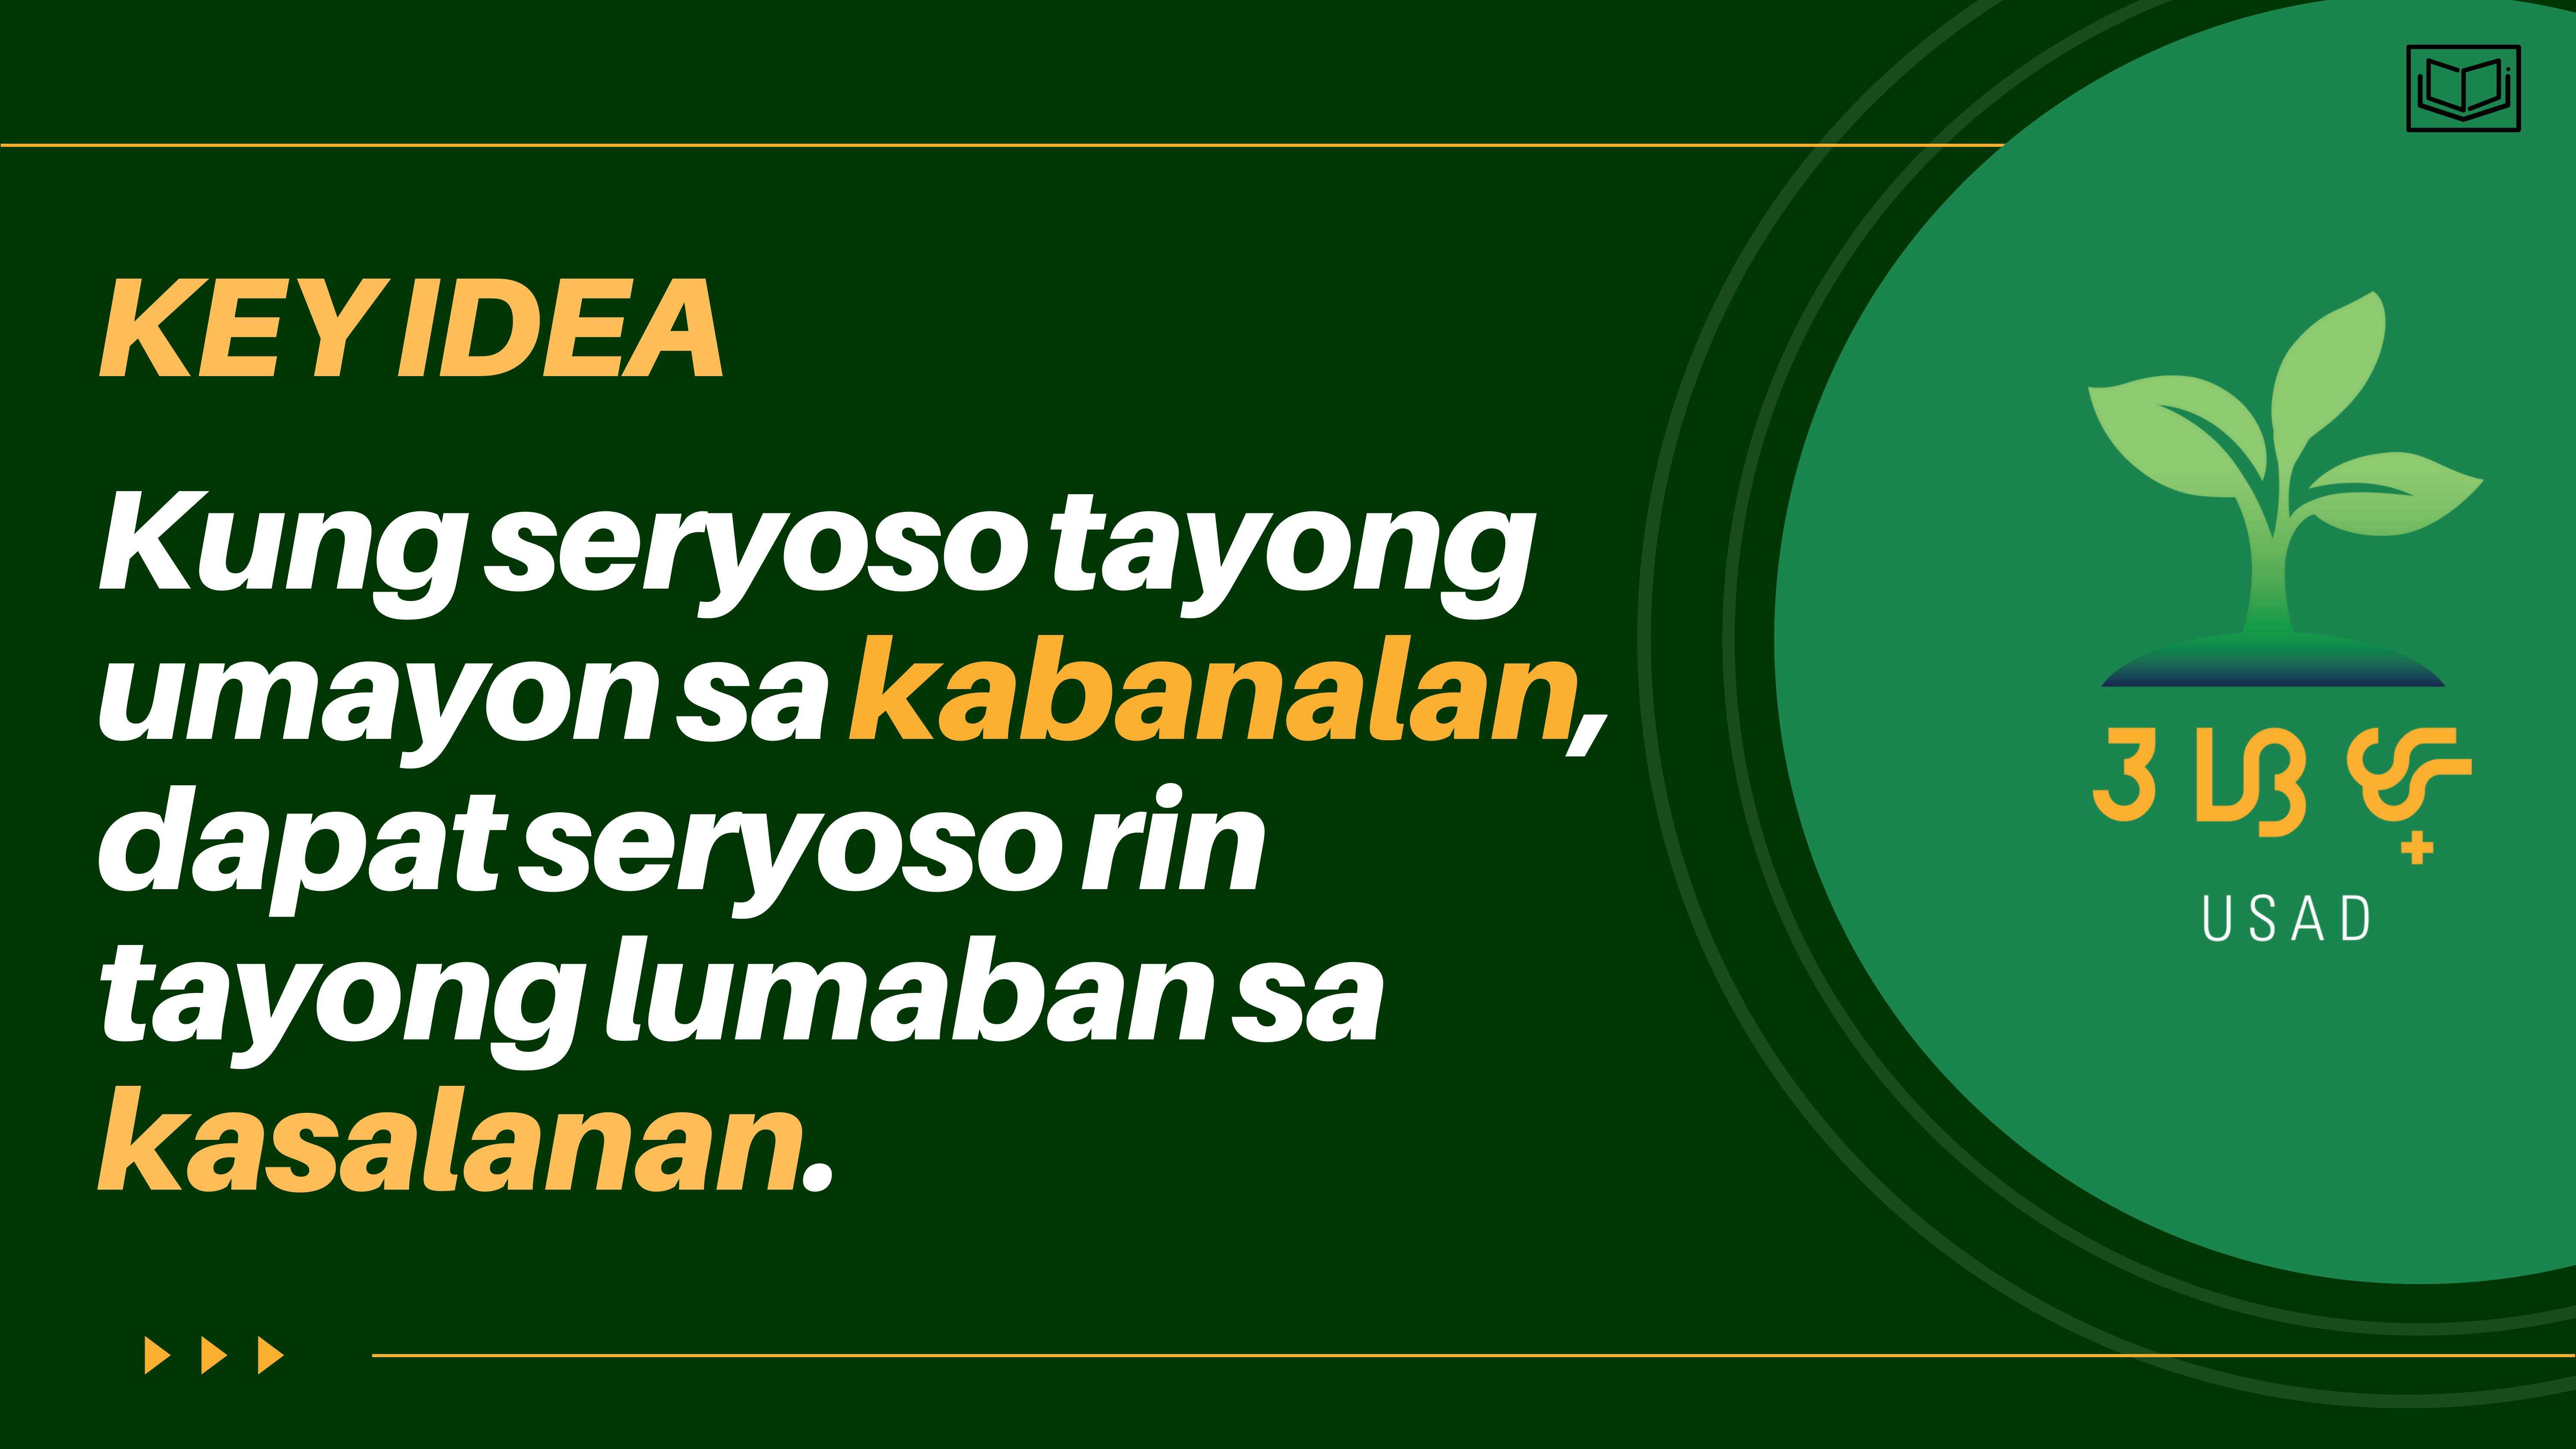 KEY IDEA
Kung seryoso tayong
umayon sa kabanalan,
dapat seryoso rin
tayong lumaban sa
kasalanan.
ᜂ ᜐ ᜇ᜔
USAD